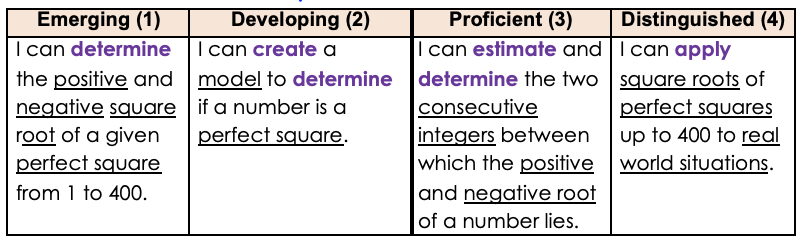 Emerging (1)
Developing (2)
Proficient (3)
Distinguished (4)
I can determine
the positive and
negative square
root of a given
perfect square
from 1 to 400.
I can create a
model to determine
if a number is a
perfect square.
I can estimate and
determine the two
consecutive
integers between
which the positive
and negative root
of a number lies.
I can apply
square roots of
perfect squares
up to 400 to real
world situations.